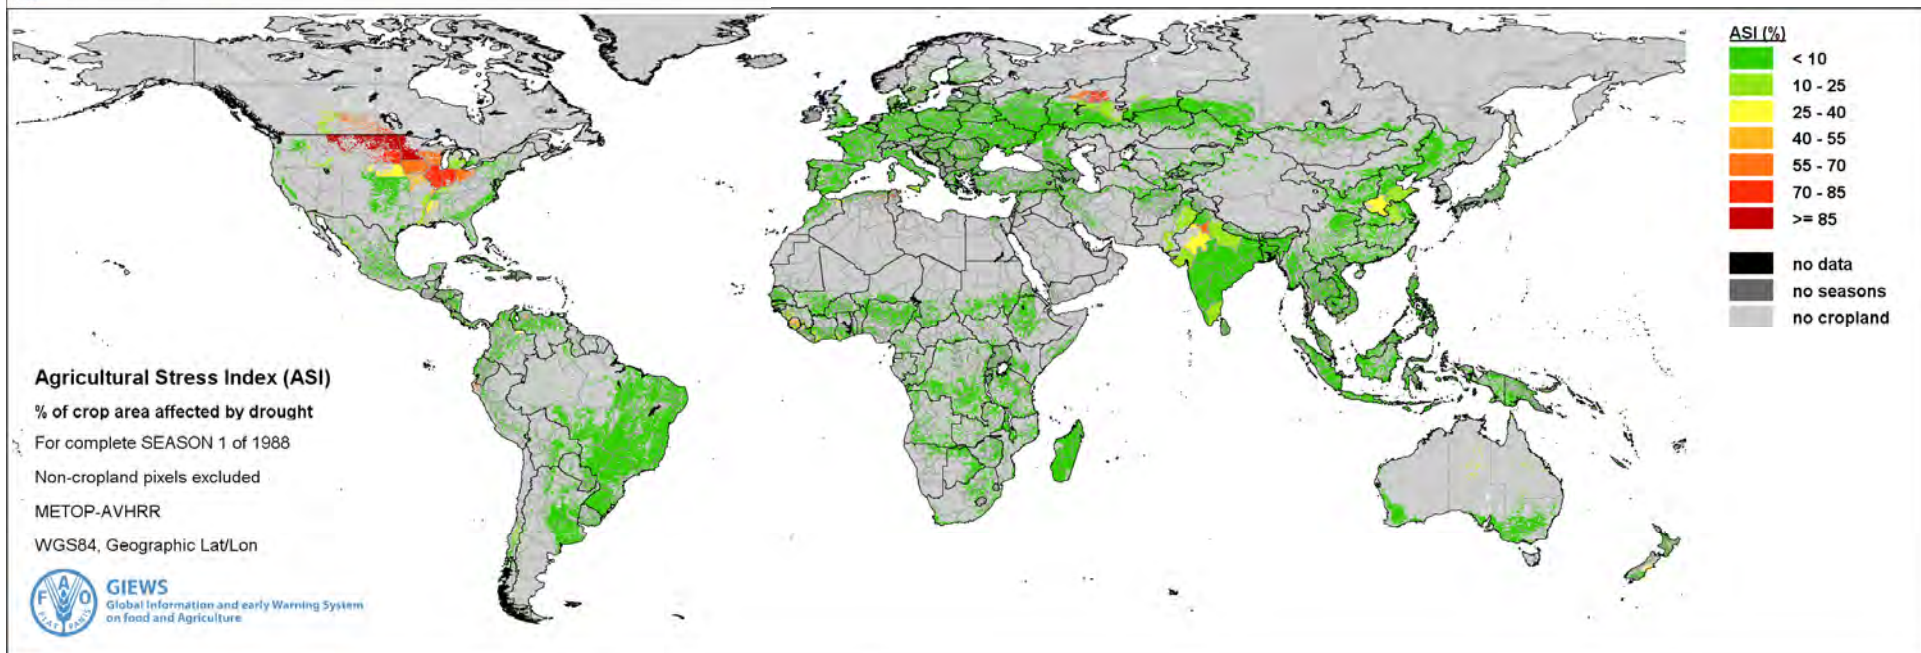 ASI (%)
< 10
10 - 25
25 - 40
40 - 55
55 - 70
70 - 85
>= 85
no data
no seasons
no cropland
Agricultural Stress Index (ASI)
% of crop area affected by drought
For complete SEASON 1 of 1988
Non-cropland pixels excluded
METOP-AVHRR
WGS84, Geographic Lat/Lon
F A O
FIAT PANIS
GIEWS
Global Information and early Warning System
on food and Agriculture